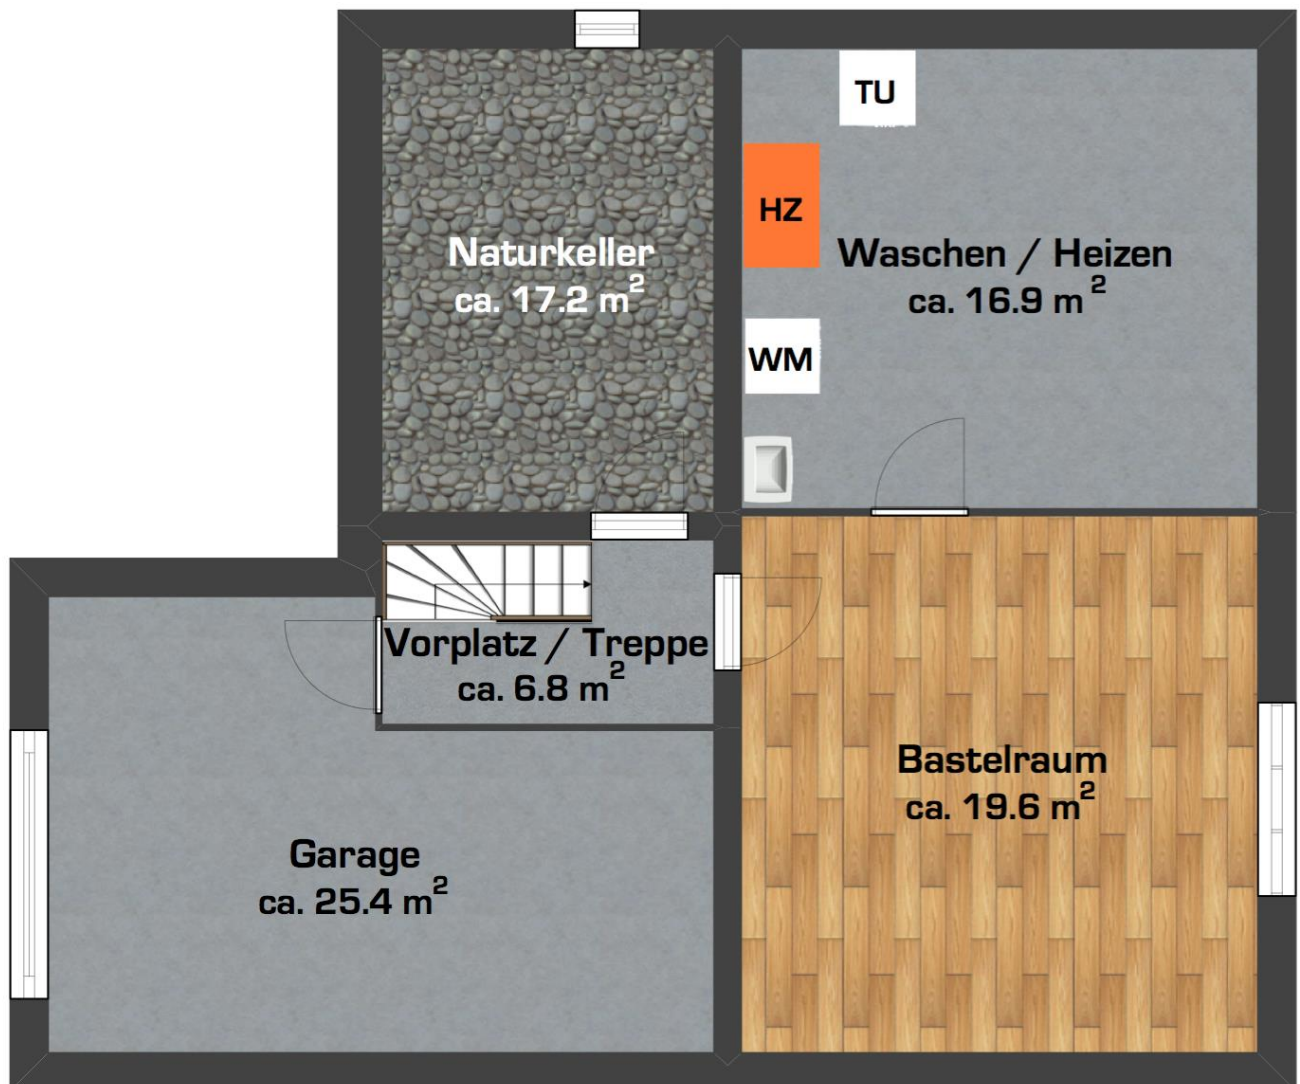 TU
HZ
Naturkeller
ca. 17.2 m²
Waschen / Heizen
ca. 16.9 m²
WM
Vorplatz / Treppe
ca. 6.8 m²
Bastelraum
ca. 19.6 m²
Garage
ca. 25.4 m²